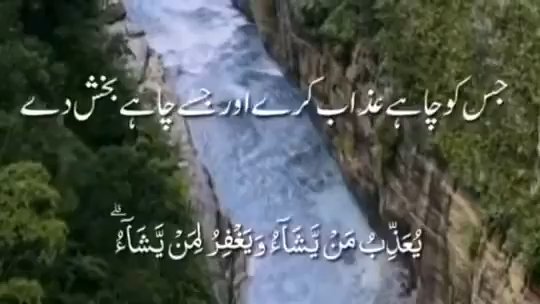 جس کو چاہے عذاب کرے اور جسے چاہے بخش دے
يُعَذِّبُ مَنْ يَّشَآءُ وَيَغْفِرُ لِمَنْ يَّشَآءُ ۗ